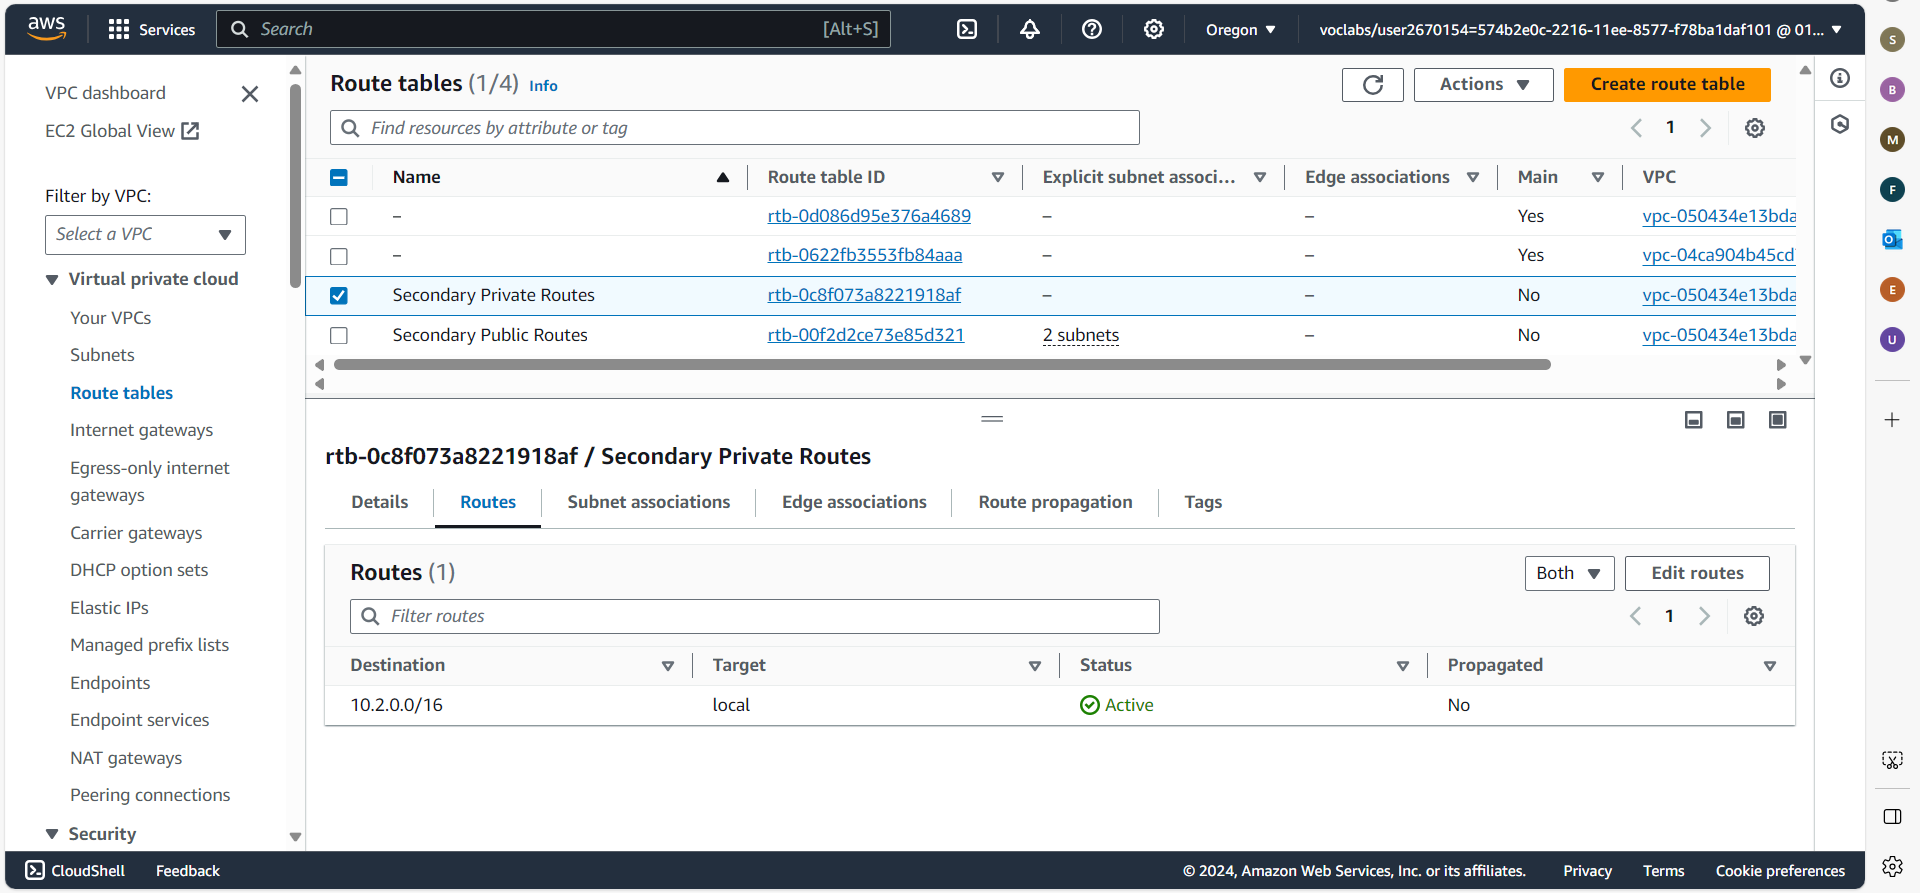 aws
Services
Search
[Alt+S]
Oregon
voclabs/user2670154=574b2e0c-2216-11ee-8577-f78ba1daf101 @ 01...
VPC dashboard
EC2 Global View
Filter by VPC:
Select a VPC
Virtual private cloud
Your VPCs
Subnets
Route tables
Internet gateways
Egress-only internet
gateways
Carrier gateways
DHCP option sets
Elastic IPs
Managed prefix lists
Endpoints
Endpoint services
NAT gateways
Peering connections
Security
Route tables (1/4) Info
Actions
Create route table
Find resources by attribute or tag
1
Name Route table ID Explicit subnet associ... Edge associations Main VPC
– rtb-0d086d95e376a4689 – – Yes vpc-050434e13bda
– rtb-0622fb3553fb84aaa – – Yes vpc-04ca904b45cd
Secondary Private Routes rtb-0c8f073a8221918af – – No vpc-050434e13bda
Secondary Public Routes rtb-00f2d2ce73e85d321 2 subnets – No vpc-050434e13bda
rtb-0c8f073a8221918af / Secondary Private Routes
Details Routes Subnet associations Edge associations Route propagation Tags
Routes (1)
Both
Edit routes
Filter routes
1
Destination Target Status Propagated
10.2.0.0/16 local Active No
S
B
M
F
O
E
U
CloudShell Feedback
© 2024, Amazon Web Services, Inc. or its affiliates. Privacy Terms Cookie preferences